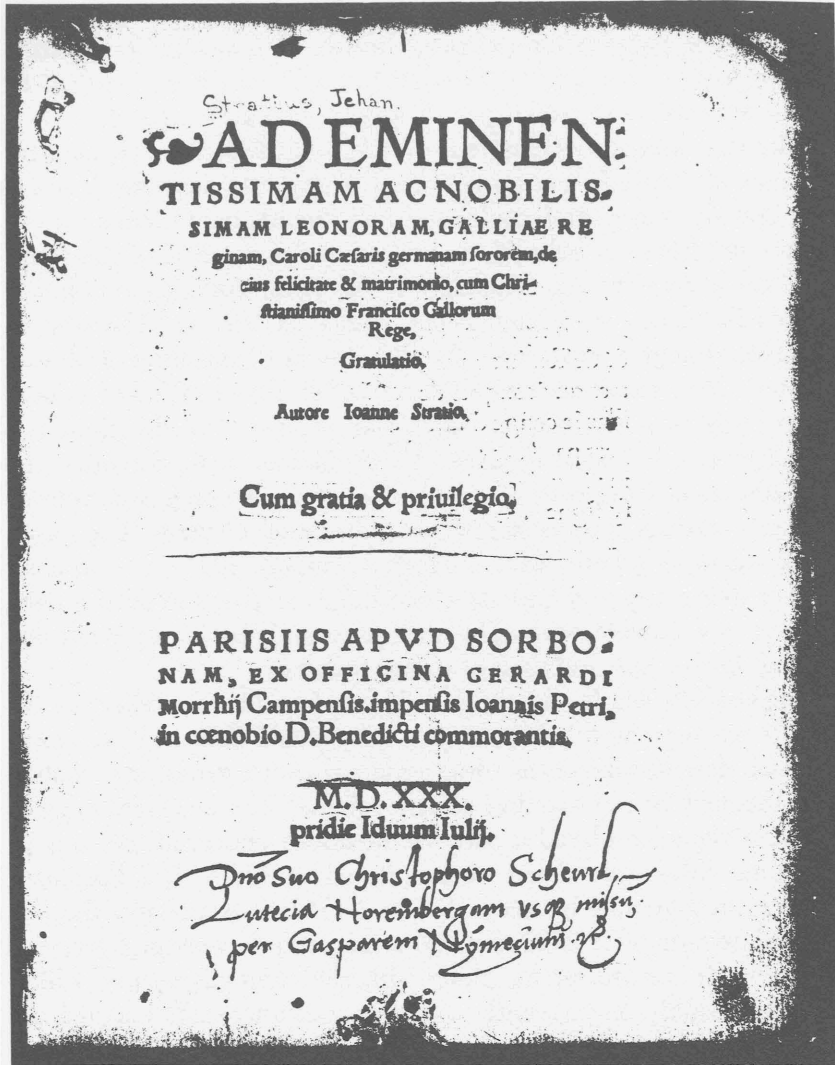 Stratius, Jehan.
❧AD EMINEN
TISSIMAM AC NOBILIS-
SIMAM LEONORAM, GALLIAE RE
ginam, Caroli Cæſaris germanam ſororem, de
eius felicitate & matrimonio, cum Chri-
ſtianiſſimo Franciſco Gallorum
Rege,
Gratulatio.
Autore Ioanne Stratio.
Cum gratia & priuilegio.
PARISIIS APVD SORBO-
NAM, EX OFFICINA GERARDI
Morrhij Campenſis. impenſis Ioannis Petri,
in cœnobio D. Benedicti commorantis.
M. D. XXX.
pridie Iduum Iulij.
Dño Suo Christophoro Scheurl,
Lutecia Norembergam vsq; missū,
per Gasparem